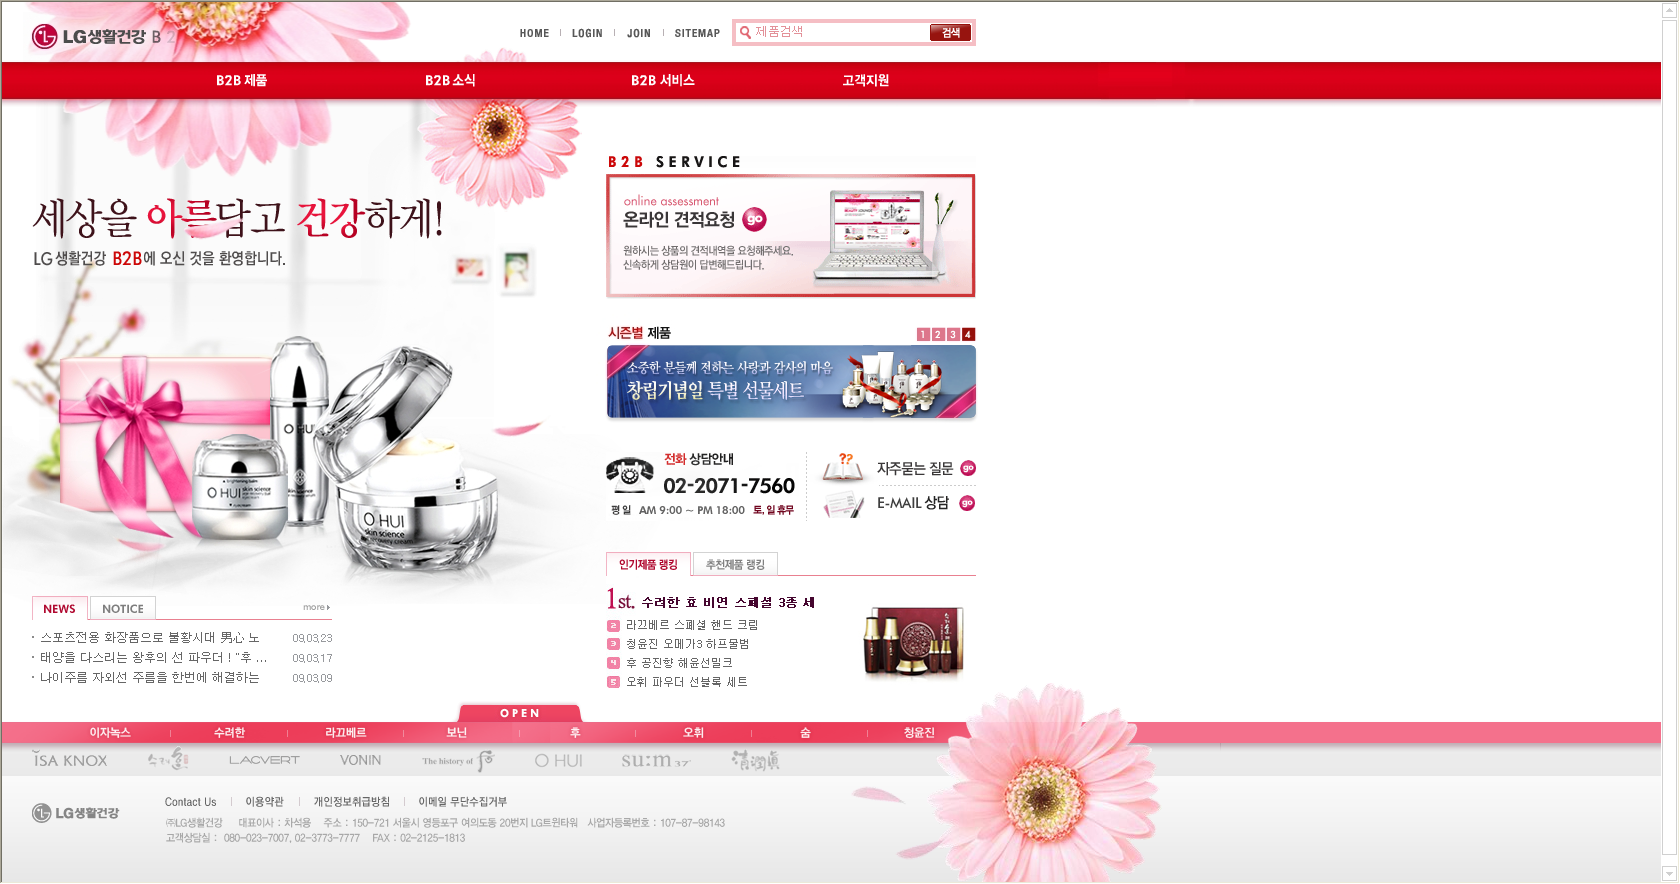 LG생활건강 B2
HOME LOGIN JOIN SITEMAP 제품검색 검색
B2B 제품 B2B 소식 B2B 서비스 고객지원
세상을 아름답고 건강하게!
LG 생활건강 B2B에 오신 것을 환영합니다.
O HUI
O HUI
skin science
O HUI
skin science
NEWS NOTICE more
· 스포츠전용 화장품으로 불황시대 男心 노 09,03,23
· 태양을 다스리는 왕후의 선 파우더 ! "후 ... 09,03,17
· 나이주름 자외선 주름을 한번에 해결하는 09,03,09
B2B SERVICE
online assessment
온라인 견적요청 go
원하시는 상품의 견적내역을 요청해주세요.
신속하게 상담원이 답변해드립니다.
시즌별 제품 1 2 3 4
소중한 분들께 전하는 사랑과 감사의 마음
창립기념일 특별 선물세트
전화 상담안내
02-2071-7560
평 일 AM 9:00 ~ PM 18:00 토, 일 휴무
??
자주묻는 질문 go
E-MAIL 상담 go
인기제품 랭킹 추천제품 랭킹
1st. 수려한 효 비연 스페셜 3종 세
2 라끄베르 스페셜 핸드 크림
3 청윤진 오메가3 하프물범
4 후 공진향 해윤선밀크
5 오휘 파우더 선블록 세트
OPEN
이자녹스 수려한 라끄베르 보닌 후 오휘 숨 청윤진
ISA KNOX LACVERT VONIN The history of 后 O HUI su:m 37° 淸潤眞
LG생활건강
Contact Us 이용약관 개인정보취급방침 이메일 무단수집거부
㈜LG생활건강 대표이사 : 차석용 주소 : 150-721 서울시 영등포구 여의도동 20번지 LG트윈타워 사업자등록번호 : 107-87-98143
고객상담실 : 080-023-7007, 02-3773-7777 FAX : 02-2125-1813